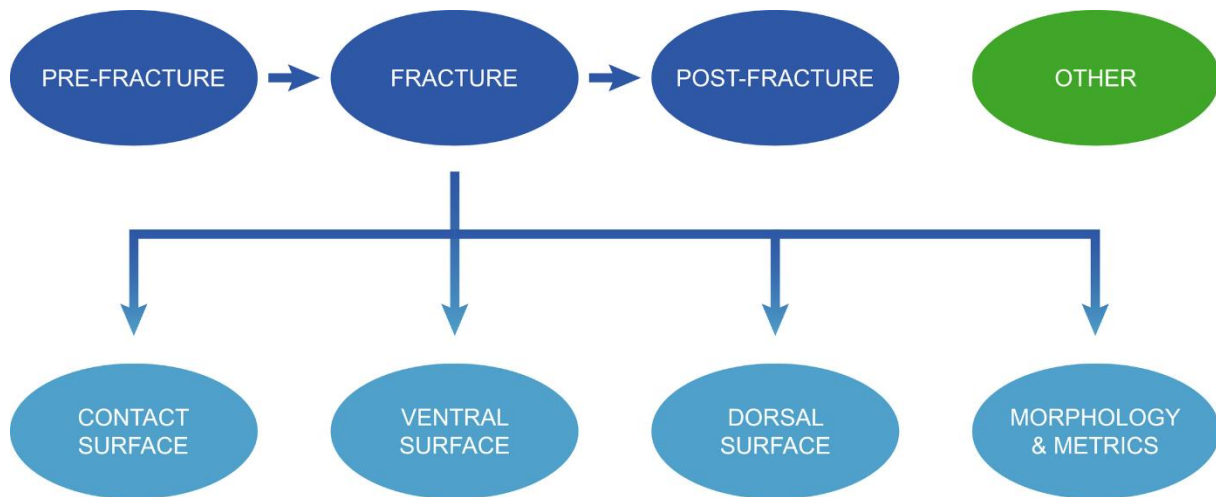 PRE-FRACTURE
FRACTURE
POST-FRACTURE
OTHER
CONTACT
SURFACE
VENTRAL
SURFACE
DORSAL
SURFACE
MORPHOLOGY
& METRICS